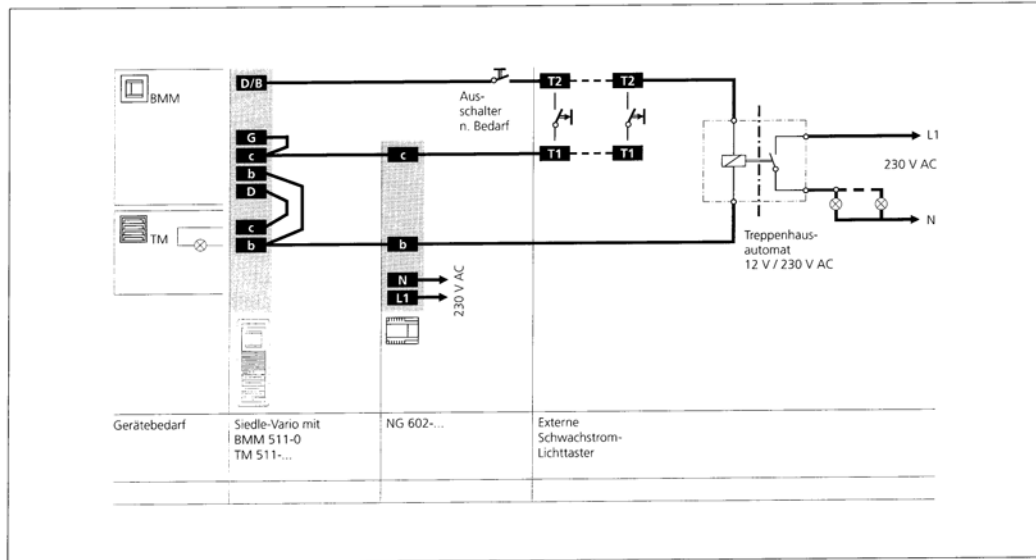 BMM
D/B
G
c
b
D
TM
c
b
Aus-
schalter
n. Bedarf
T2
T2
T1
T1
c
b
N
L1
230 V AC
L1
230 V AC
N
Treppenhaus-
automat
12 V / 230 V AC
Gerätebedarf
Siedle-Vario mit
BMM 511-0
TM 511-...
NG 602-...
Externe
Schwachstrom-
Lichttaster